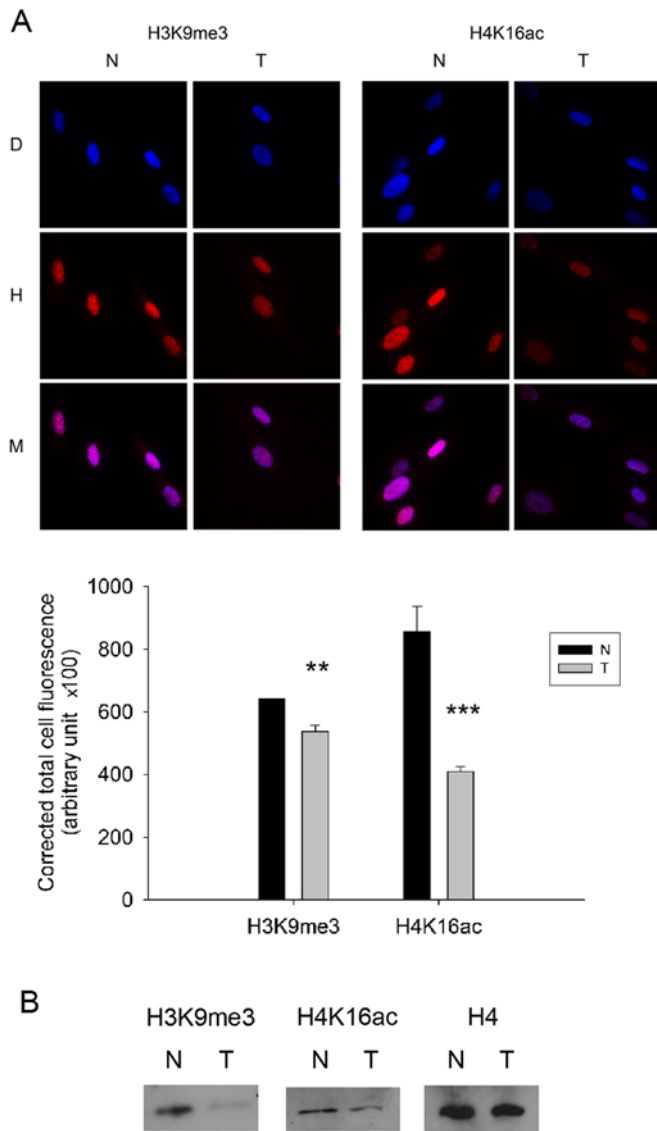 A
H3K9me3 H4K16ac
N T N T
D
H
M
Corrected total cell fluorescence
(arbitrary unit x100)
1000
800
600
400
200
0
**
***
N
T
H3K9me3 H4K16ac
B
H3K9me3 H4K16ac H4
N T N T N T